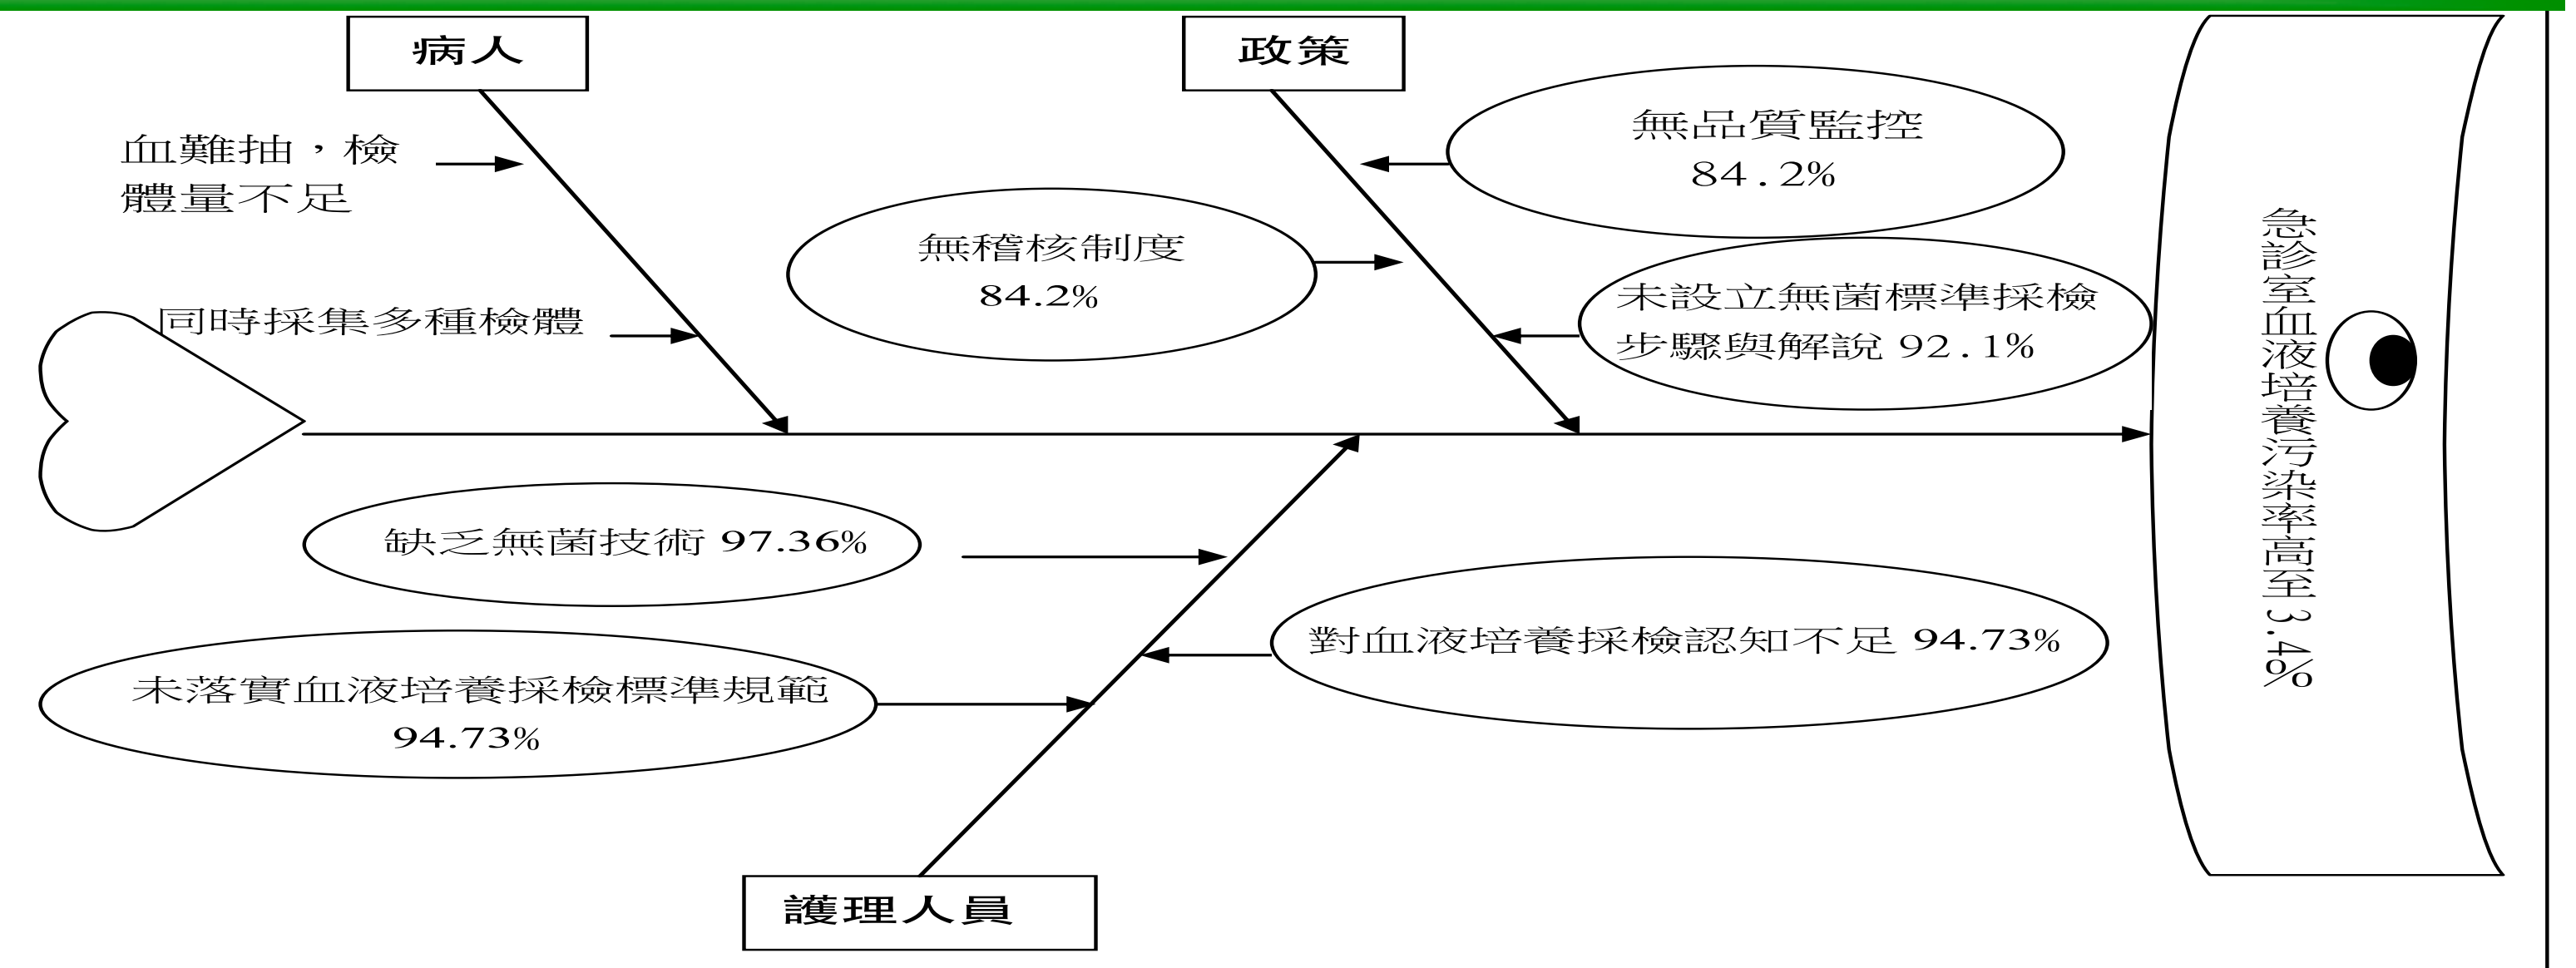 病人
政策
血難抽，檢
體量不足
同時採集多種檢體
無品質監控
84.2%
無稽核制度
84.2%
未設立無菌標準採檢
步驟與解說 92.1%
缺乏無菌技術 97.36%
未落實血液培養採檢標準規範
94.73%
對血液培養採檢認知不足 94.73%
護理人員
急診室血液培養污染率高至3.4%